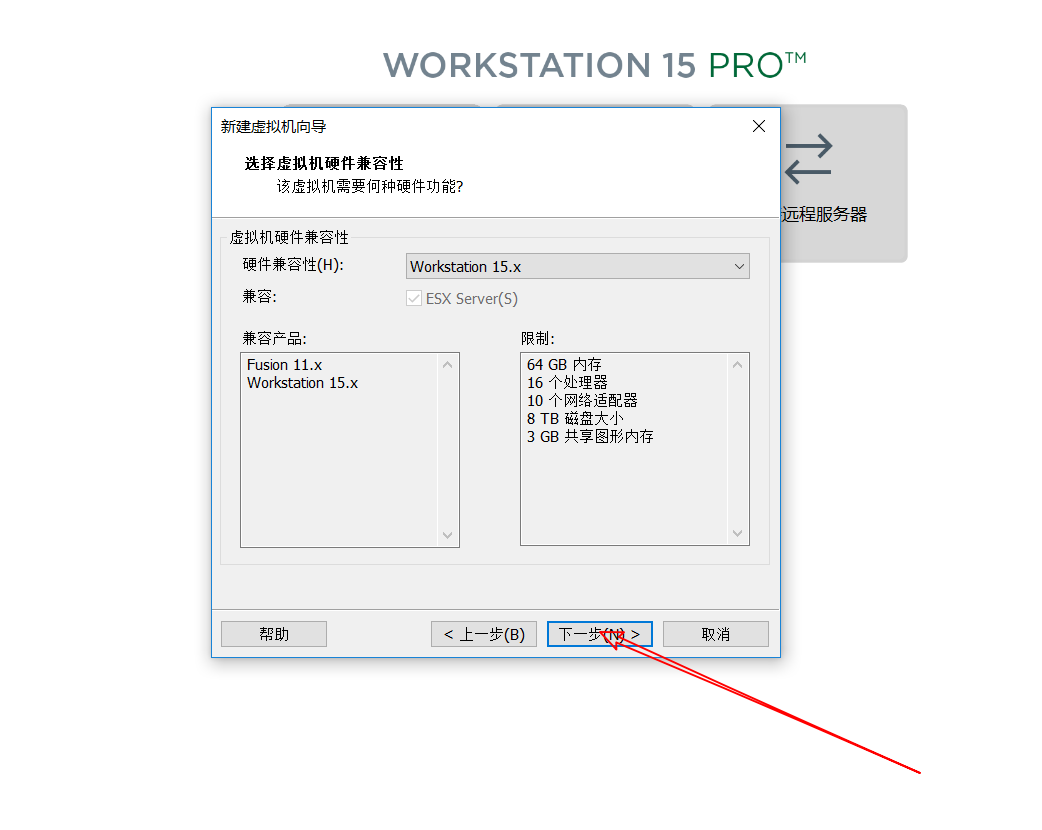 WORKSTATION 15 PRO™
新建虚拟机向导
选择虚拟机硬件兼容性
该虚拟机需要何种硬件功能?
远程服务器
虚拟机硬件兼容性
硬件兼容性(H):
Workstation 15.x
兼容:
ESX Server(S)
兼容产品:
Fusion 11.x
Workstation 15.x
限制:
64 GB 内存
16 个处理器
10 个网络适配器
8 TB 磁盘大小
3 GB 共享图形内存
帮助
< 上一步(B)
下一步(N) >
取消